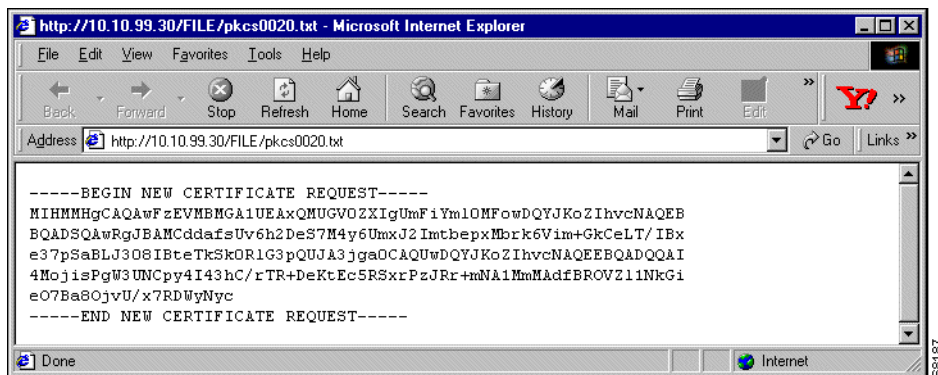 http://10.10.99.30/FILE/pkcs0020.txt - Microsoft Internet Explorer
File Edit View Favorites Tools Help
Back Forward Stop Refresh Home Search Favorites History Mail Print Edit » Y! »
Address http://10.10.99.30/FILE/pkcs0020.txt Go Links »
-----BEGIN NEW CERTIFICATE REQUEST-----
MIHMMHgCAQAwFzEVMBMGA1UEAxQMUGVOZXIgUmFiYmlOMFowDQYJKoZIhvcNAQEB
BQADSQAwRgJBAMCddafsUv6h2DeS7M4y6UmxJ2ImtbepxMbrk6Vim+GkCeLT/IBx
e37pSaBLJ3O8IBteTkSkOR1G3pQUJA3jgaOCAQUwDQYJKoZIhvcNAQEEBQADQQAI
4MojisPgW3UNCpy4I43hC/rTR+DeKtEc5RSxrPzJRr+mNA1MmMAdfBROVZ11NkGi
eO7Ba8OjvU/x7RDWyNyc
-----END NEW CERTIFICATE REQUEST-----
Done Internet
68187